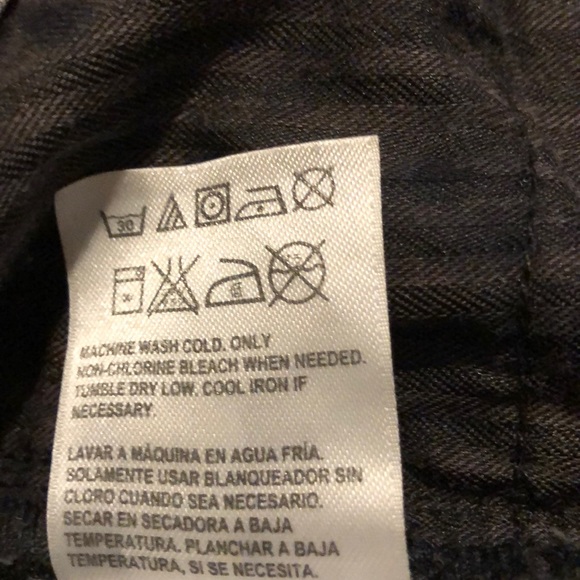 30
MACHINE WASH COLD. ONLY
NON-CHLORINE BLEACH WHEN NEEDED.
TUMBLE DRY LOW. COOL IRON IF
NECESSARY.
LAVAR A MÁQUINA EN AGUA FRÍA.
SOLAMENTE USAR BLANQUEADOR SIN
CLORO CUANDO SEA NECESARIO.
SECAR EN SECADORA A BAJA
TEMPERATURA. PLANCHAR A BAJA
TEMPERATURA, SI SE NECESITA.